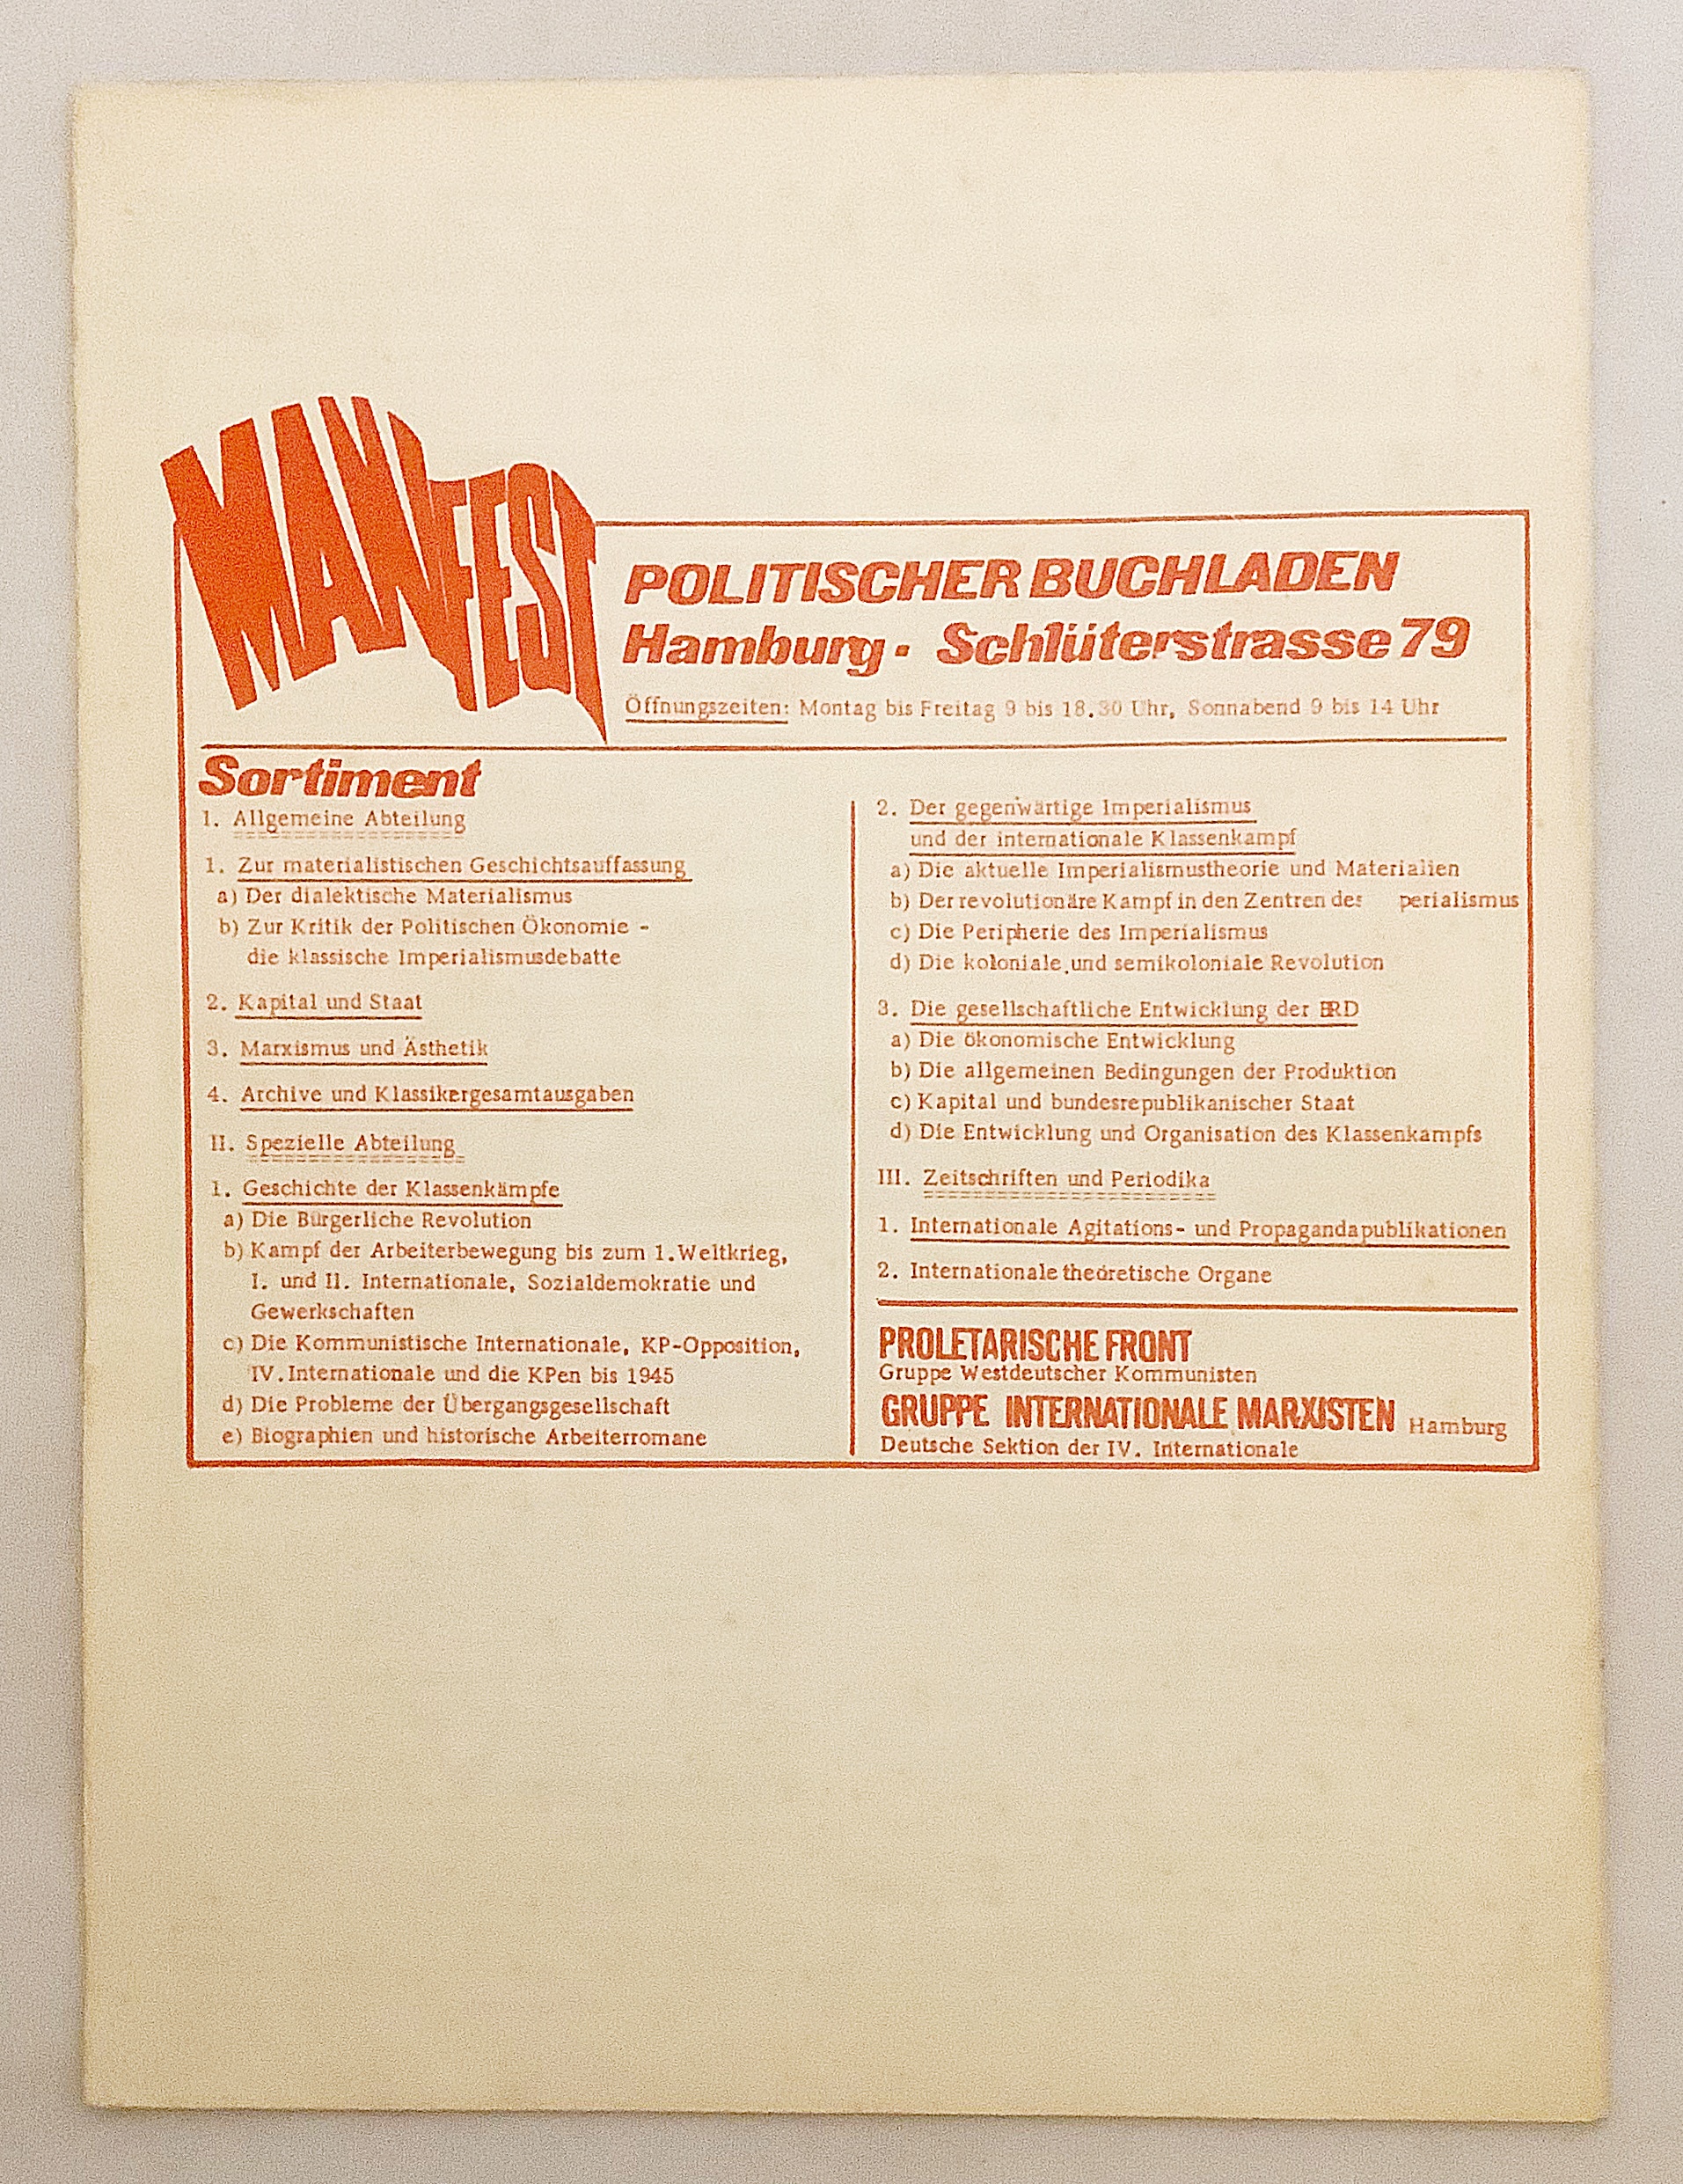 MANIFEST
POLITISCHER BUCHLADEN
Hamburg · Schlüterstrasse 79
Öffnungszeiten: Montag bis Freitag 9 bis 18.30 Uhr, Sonnabend 9 bis 14 Uhr
Sortiment
1. Allgemeine Abteilung
1. Zur materialistischen Geschichtsauffassung
a) Der dialektische Materialismus
b) Zur Kritik der Politischen Ökonomie -
die klassische Imperialismusdebatte
2. Kapital und Staat
3. Marxismus und Ästhetik
4. Archive und Klassikergesamtausgaben
II. Spezielle Abteilung
1. Geschichte der Klassenkämpfe
a) Die Bürgerliche Revolution
b) Kampf der Arbeiterbewegung bis zum 1.Weltkrieg,
I. und II. Internationale, Sozialdemokratie und
Gewerkschaften
c) Die Kommunistische Internationale, KP-Opposition,
IV. Internationale und die KPen bis 1945
d) Die Probleme der Übergangsgesellschaft
e) Biographien und historische Arbeiterromane
2. Der gegenwärtige Imperialismus
und der internationale Klassenkampf
a) Die aktuelle Imperialismustheorie und Materialien
b) Der revolutionäre Kampf in den Zentren des perialismus
c) Die Peripherie des Imperialismus
d) Die koloniale und semikoloniale Revolution
3. Die gesellschaftliche Entwicklung der BRD
a) Die ökonomische Entwicklung
b) Die allgemeinen Bedingungen der Produktion
c) Kapital und bundesrepublikanischer Staat
d) Die Entwicklung und Organisation des Klassenkampfs
III. Zeitschriften und Periodika
1. Internationale Agitations- und Propagandapublikationen
2. Internationale theoretische Organe
PROLETARISCHE FRONT
Gruppe Westdeutscher Kommunisten
GRUPPE INTERNATIONALE MARXISTEN Hamburg
Deutsche Sektion der IV. Internationale